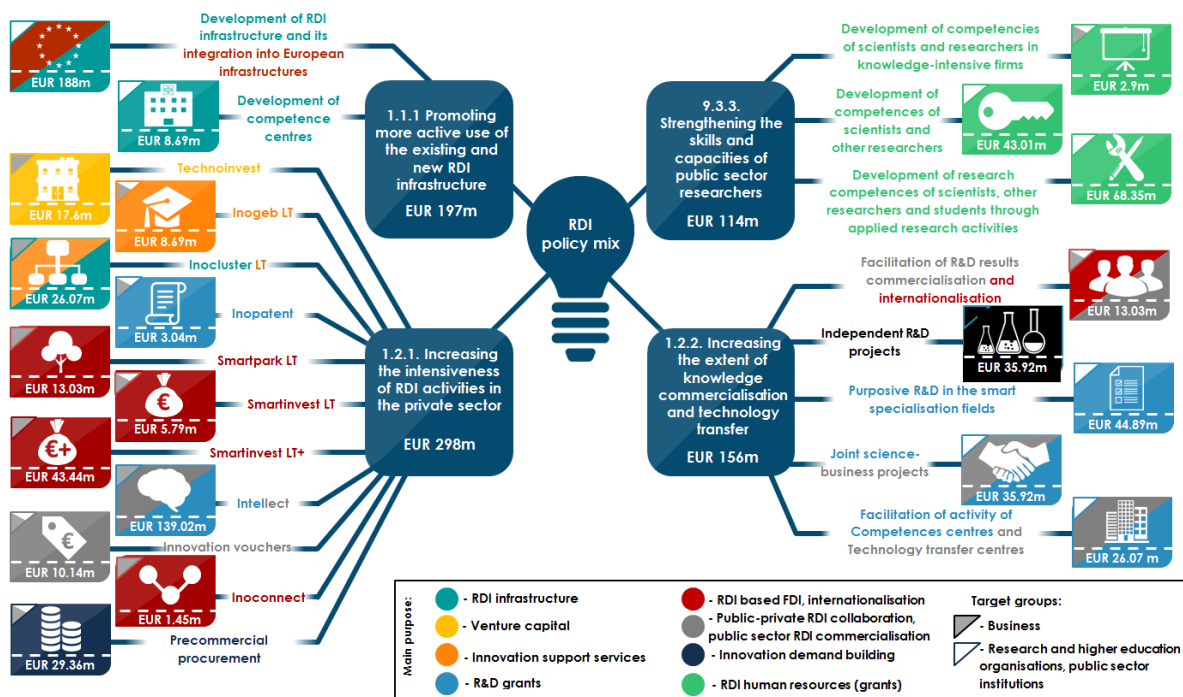 Development of RDI
infrastructure and its
integration into European
infrastructures
EUR 188m
Development of
competence
centres
EUR 8.69m
1.1.1 Promoting
more active use of
the existing and
new RDI
infrastructure
EUR 197m
Technoinvest
EUR 17.6m
Inogeb LT
EUR 8.69m
Inocluster LT
EUR 26.07m
Inopatent
EUR 3.04m
Smartpark LT
EUR 13.03m
Smartinvest LT
€
EUR 5.79m
Smartinvest LT+
€+
EUR 43.44m
Intellect
EUR 139.02m
Innovation vouchers
€
EUR 10.14m
Inoconnect
EUR 1.45m
Precommercial
procurement
EUR 29.36m
1.2.1. Increasing
the intensiveness
of RDI activities in
the private sector
EUR 298m
RDI
policy mix
9.3.3.
Strengthening the
skills and
capacities of
public sector
researchers
EUR 114m
Development of competencies
of scientists and researchers in
knowledge-intensive firms
EUR 2.9m
Development of
competences of
scientists and
other researchers
EUR 43.01m
Development of research
competences of scientists, other
researchers and students through
applied research activities
EUR 68.35m
1.2.2. Increasing
the extent of
knowledge
commercialisation
and technology
transfer
EUR 156m
Facilitation of R&D results
commercialisation and
internationalisation
EUR 13.03m
Independent R&D
projects
EUR 35.92m
Purposive R&D in the smart
specialisation fields
EUR 44.89m
Joint science-
business projects
EUR 35.92m
Facilitation of activity of
Competences centres and
Technology transfer centres
EUR 26.07 m
Main purpose:
- RDI infrastructure
- Venture capital
- Innovation support services
- R&D grants
- RDI based FDI, internationalisation
- Public-private RDI collaboration,
public sector RDI commercialisation
- Innovation demand building
- RDI human resources (grants)
Target groups:
- Business
- Research and higher education
organisations, public sector
institutions